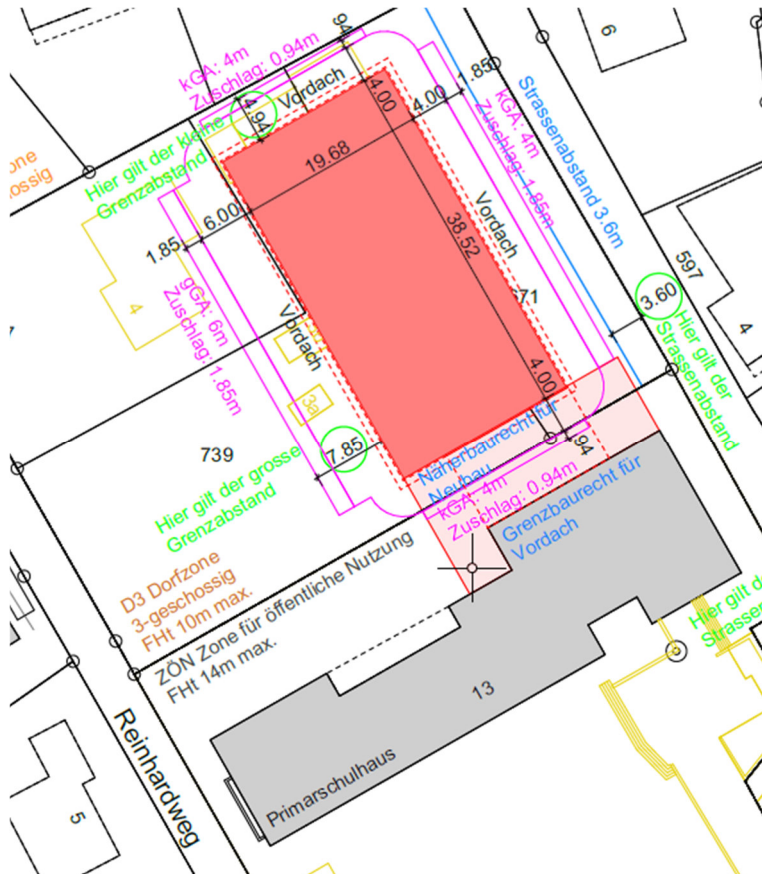 kGA: 4m
Zuschlag: 0.94m
94
6
4.94
Vordach
4.00
4.00
1.85
Strassenabstand 3.6m
kGA: 4m
Zuschlag: 1.85m
Hier gilt der kleine
Grenzabstand
19.68
6.00
1.85
38.52
Vordach
4
gGA: 6m
Zuschlag: 1.85m
Vordach
671
597
3.60
4
Hier gilt der
Strassenabstand
3a
4.00
.94
739
7.85
Hier gilt der grosse
Grenzabstand
Näherbaurecht für
Neubau
kGA: 4m
Zuschlag: 0.94m
Grenzbaurecht für
Vordach
D3 Dorfzone
3-geschossig
FHt 10m max.
ZÖN Zone für öffentliche Nutzung
FHt 14m max.
13
Primarschulhaus
Reinhardweg
5